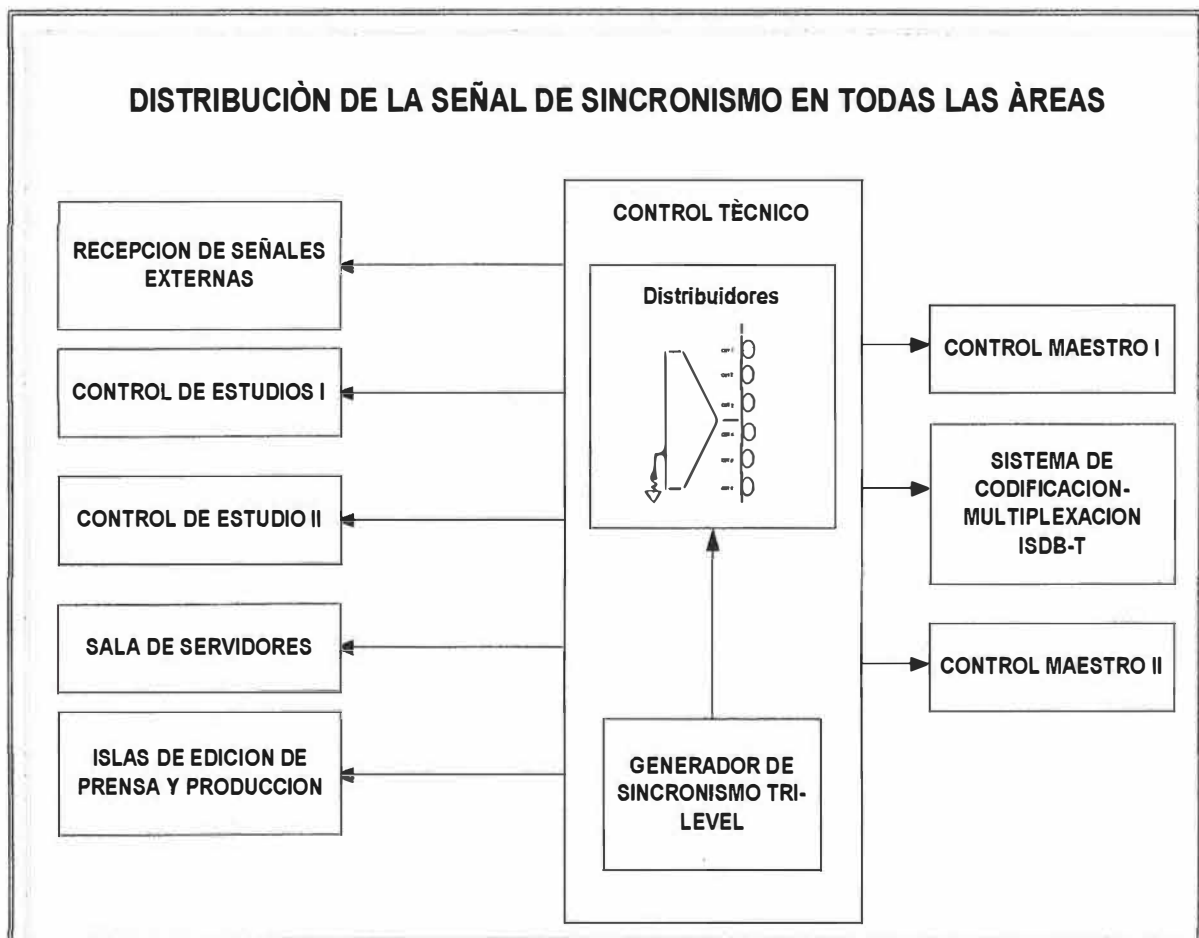 DISTRIBUCIÒN DE LA SEÑAL DE SINCRONISMO EN TODAS LAS ÀREAS
RECEPCION DE SEÑALES
EXTERNAS
CONTROL DE ESTUDIOS I
CONTROL DE ESTUDIO II
SALA DE SERVIDORES
ISLAS DE EDICION DE
PRENSA Y PRODUCCION
CONTROL TÈCNICO
Distribuidores
GENERADOR DE
SINCRONISMO TRI-
LEVEL
CONTROL MAESTRO I
SISTEMA DE
CODIFICACION-
MULTIPLEXACION
ISDB-T
CONTROL MAESTRO II